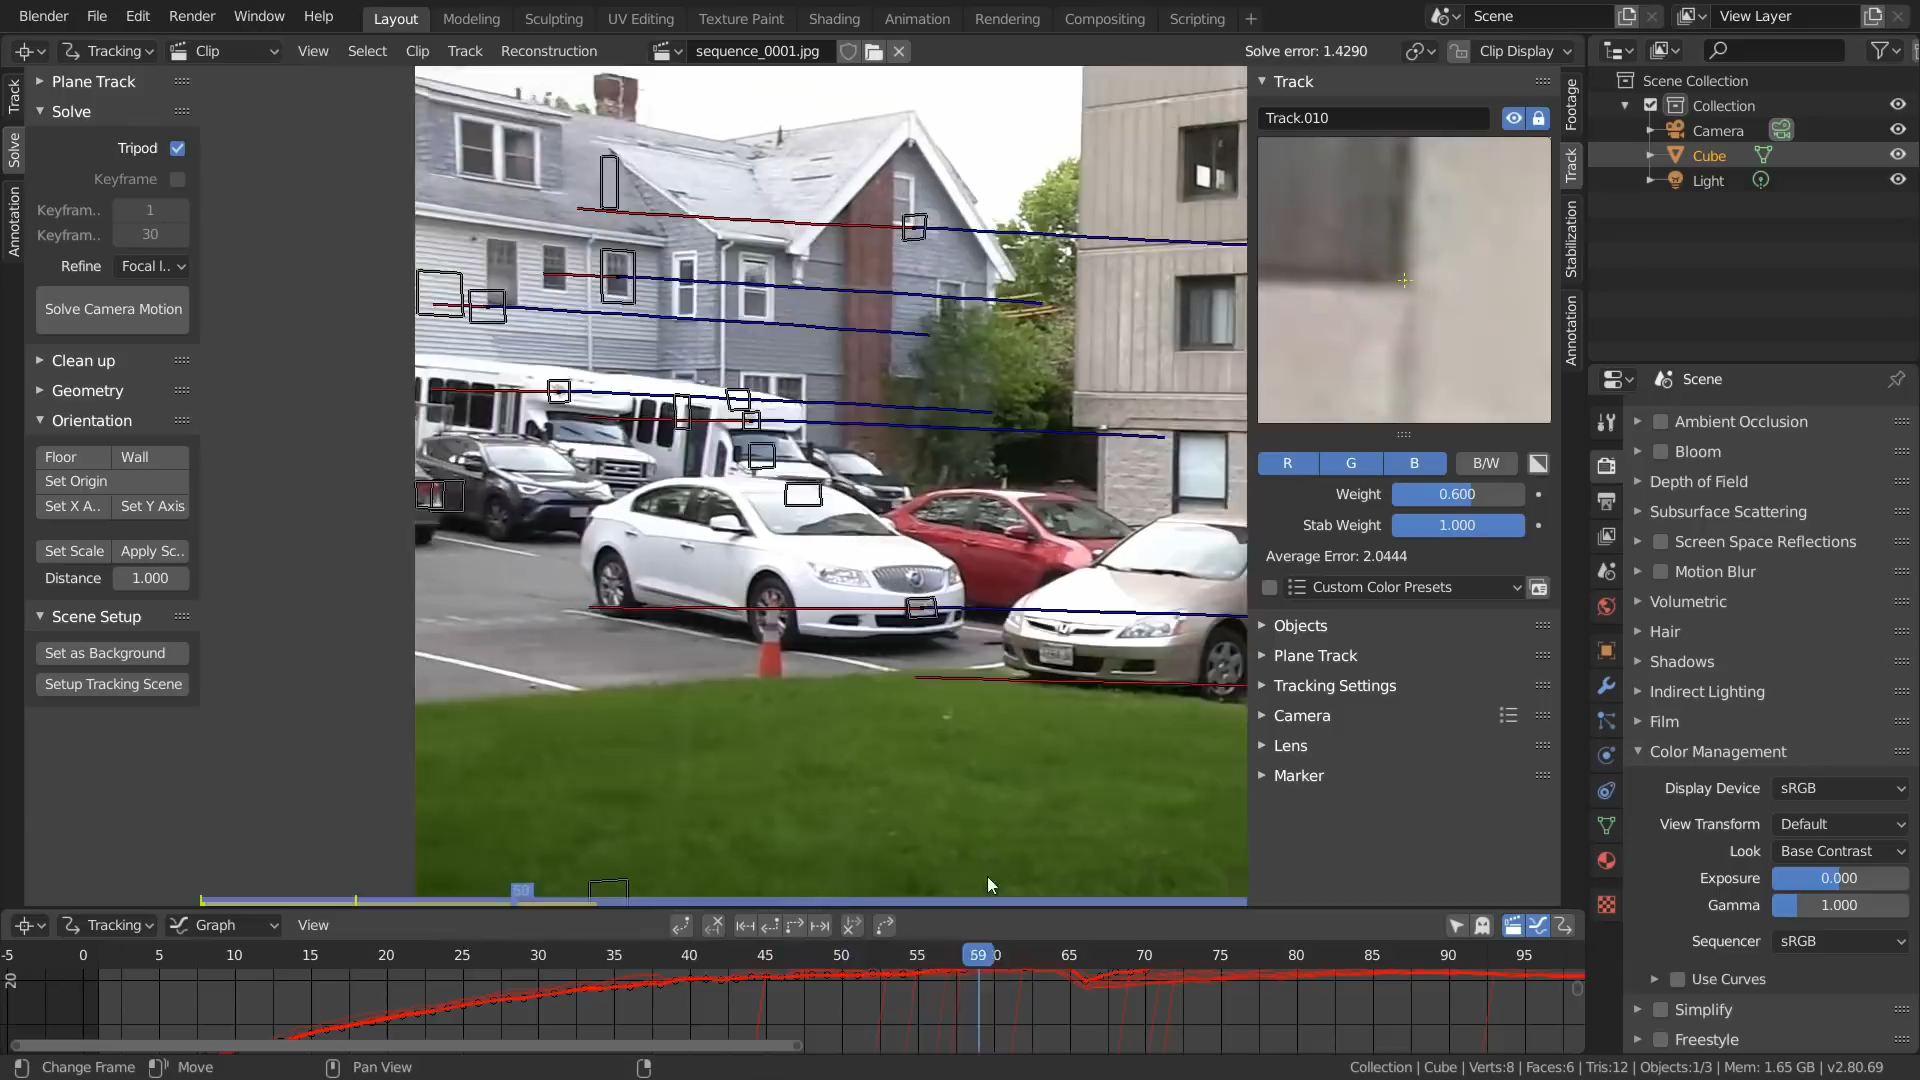 Blender File Edit Render Window Help Layout Modeling Sculpting UV Editing Texture Paint Shading Animation Rendering Compositing Scripting + Scene View Layer
Tracking Clip View Select Clip Track Reconstruction sequence_0001.jpg Solve error: 1.4290 Clip Display
Track
Solve
Annotation
Plane Track
Solve
Tripod
Keyframe
Keyfram.. 1
Keyfram.. 30
Refine Focal l..
Solve Camera Motion
Clean up
Geometry
Orientation
Floor Wall
Set Origin
Set X A.. Set Y Axis
Set Scale Apply Sc..
Distance 1.000
Scene Setup
Set as Background
Setup Tracking Scene
50
Track
Track.010
R G B B/W
Weight 0.600
Stab Weight 1.000
Average Error: 2.0444
Custom Color Presets
Objects
Plane Track
Tracking Settings
Camera
Lens
Marker
Footage
Track
Stabilization
Annotation
Scene Collection
Collection
Camera
Cube
Light
Scene
Ambient Occlusion
Bloom
Depth of Field
Subsurface Scattering
Screen Space Reflections
Motion Blur
Volumetric
Hair
Shadows
Indirect Lighting
Film
Color Management
Display Device sRGB
View Transform Default
Look Base Contrast
Exposure 0.000
Gamma 1.000
Sequencer sRGB
Use Curves
Simplify
Freestyle
Tracking Graph View
-5 0 5 10 15 20 25 30 35 40 45 50 55 59 0 65 70 75 80 85 90 95
20
Change Frame Move Pan View Collection | Cube | Verts:8 | Faces:6 | Tris:12 | Objects:1/3 | Mem: 1.65 GB | v2.80.69